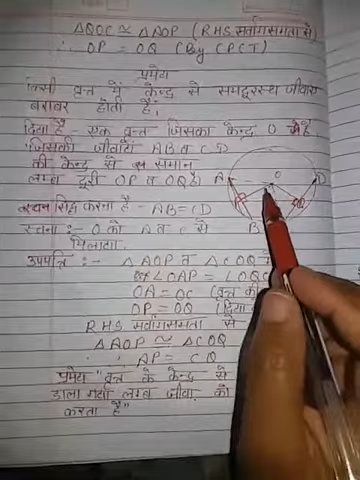 △QOC ≅ △AOP (RHS सर्वांगसमता से)
∴ OP = OQ (By CPCT)
प्रमेय
किसी वृत्त में केन्द्र से समदूरस्थ जीवाएँ
बराबर होती हैं,
दिया है - एक वृत्त जिसका केन्द्र O है
जिसकी जीवाएँ AB व CD
की केन्द्र से समान
लम्ब दूरी OP व OQ है।
A O D
सिद्ध करना है - AB = CD
B
रचना :- O को A व C से
मिलाया
उपपत्ति :- △AOP व △COQ में
∠OAP = ∠OQC
OA = OC (वृत्त की
OP = OQ (दिया
RHS सर्वांगसमता से
△AOP ≅ △COQ
∴ AP = CQ
प्रमेय "वृत्त के केन्द्र से
डाला गया लम्ब जीवा को
करता है"